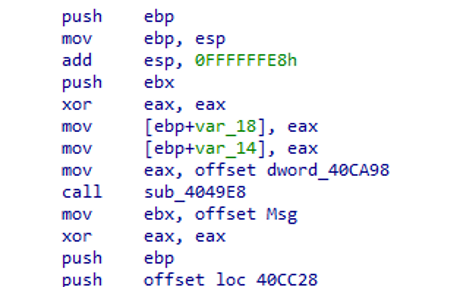 push ebp
mov ebp, esp
add esp, 0FFFFFFE8h
push ebx
xor eax, eax
mov [ebp+var_18], eax
mov [ebp+var_14], eax
mov eax, offset dword_40CA98
call sub_4049E8
mov ebx, offset Msg
xor eax, eax
push ebp
push offset loc_40CC28